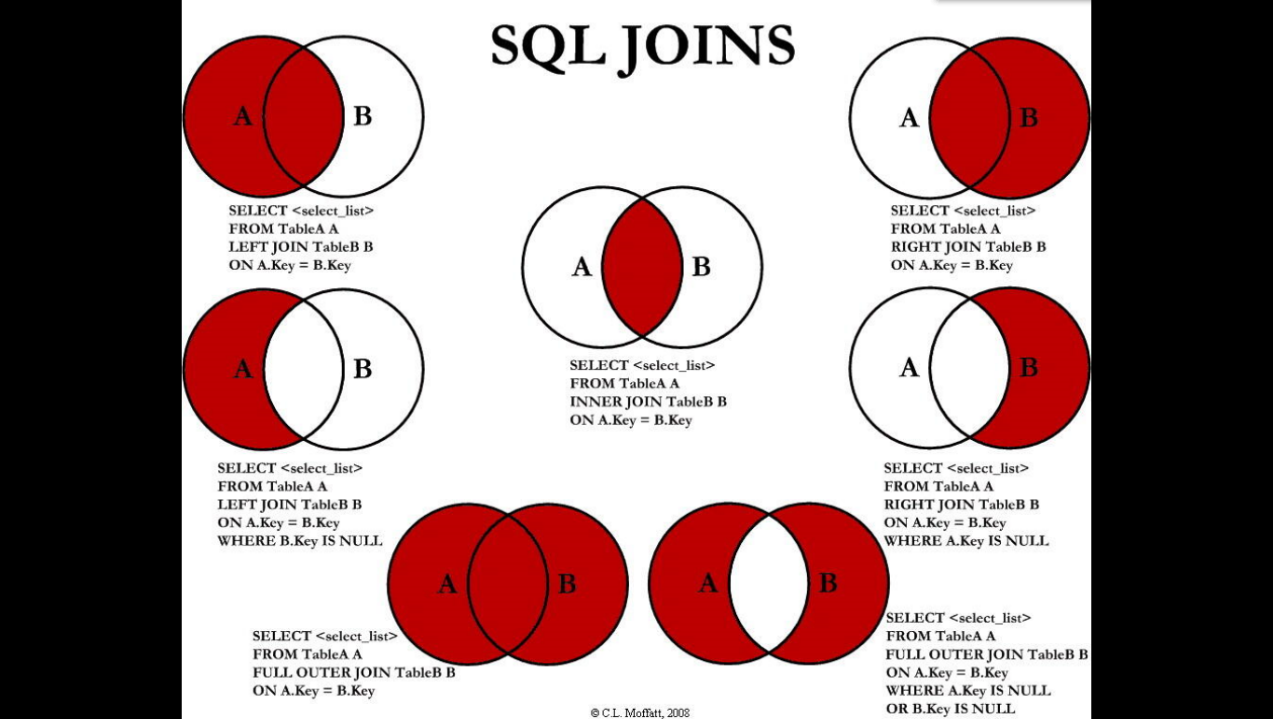 SQL JOINS
A B
SELECT <select_list>
FROM TableA A
LEFT JOIN TableB B
ON A.Key = B.Key
A B
SELECT <select_list>
FROM TableA A
RIGHT JOIN TableB B
ON A.Key = B.Key
A B
SELECT <select_list>
FROM TableA A
INNER JOIN TableB B
ON A.Key = B.Key
A B
SELECT <select_list>
FROM TableA A
LEFT JOIN TableB B
ON A.Key = B.Key
WHERE B.Key IS NULL
A B
SELECT <select_list>
FROM TableA A
RIGHT JOIN TableB B
ON A.Key = B.Key
WHERE A.Key IS NULL
A B
SELECT <select_list>
FROM TableA A
FULL OUTER JOIN TableB B
ON A.Key = B.Key
A B
SELECT <select_list>
FROM TableA A
FULL OUTER JOIN TableB B
ON A.Key = B.Key
WHERE A.Key IS NULL
OR B.Key IS NULL
© C.L. Moffatt, 2008